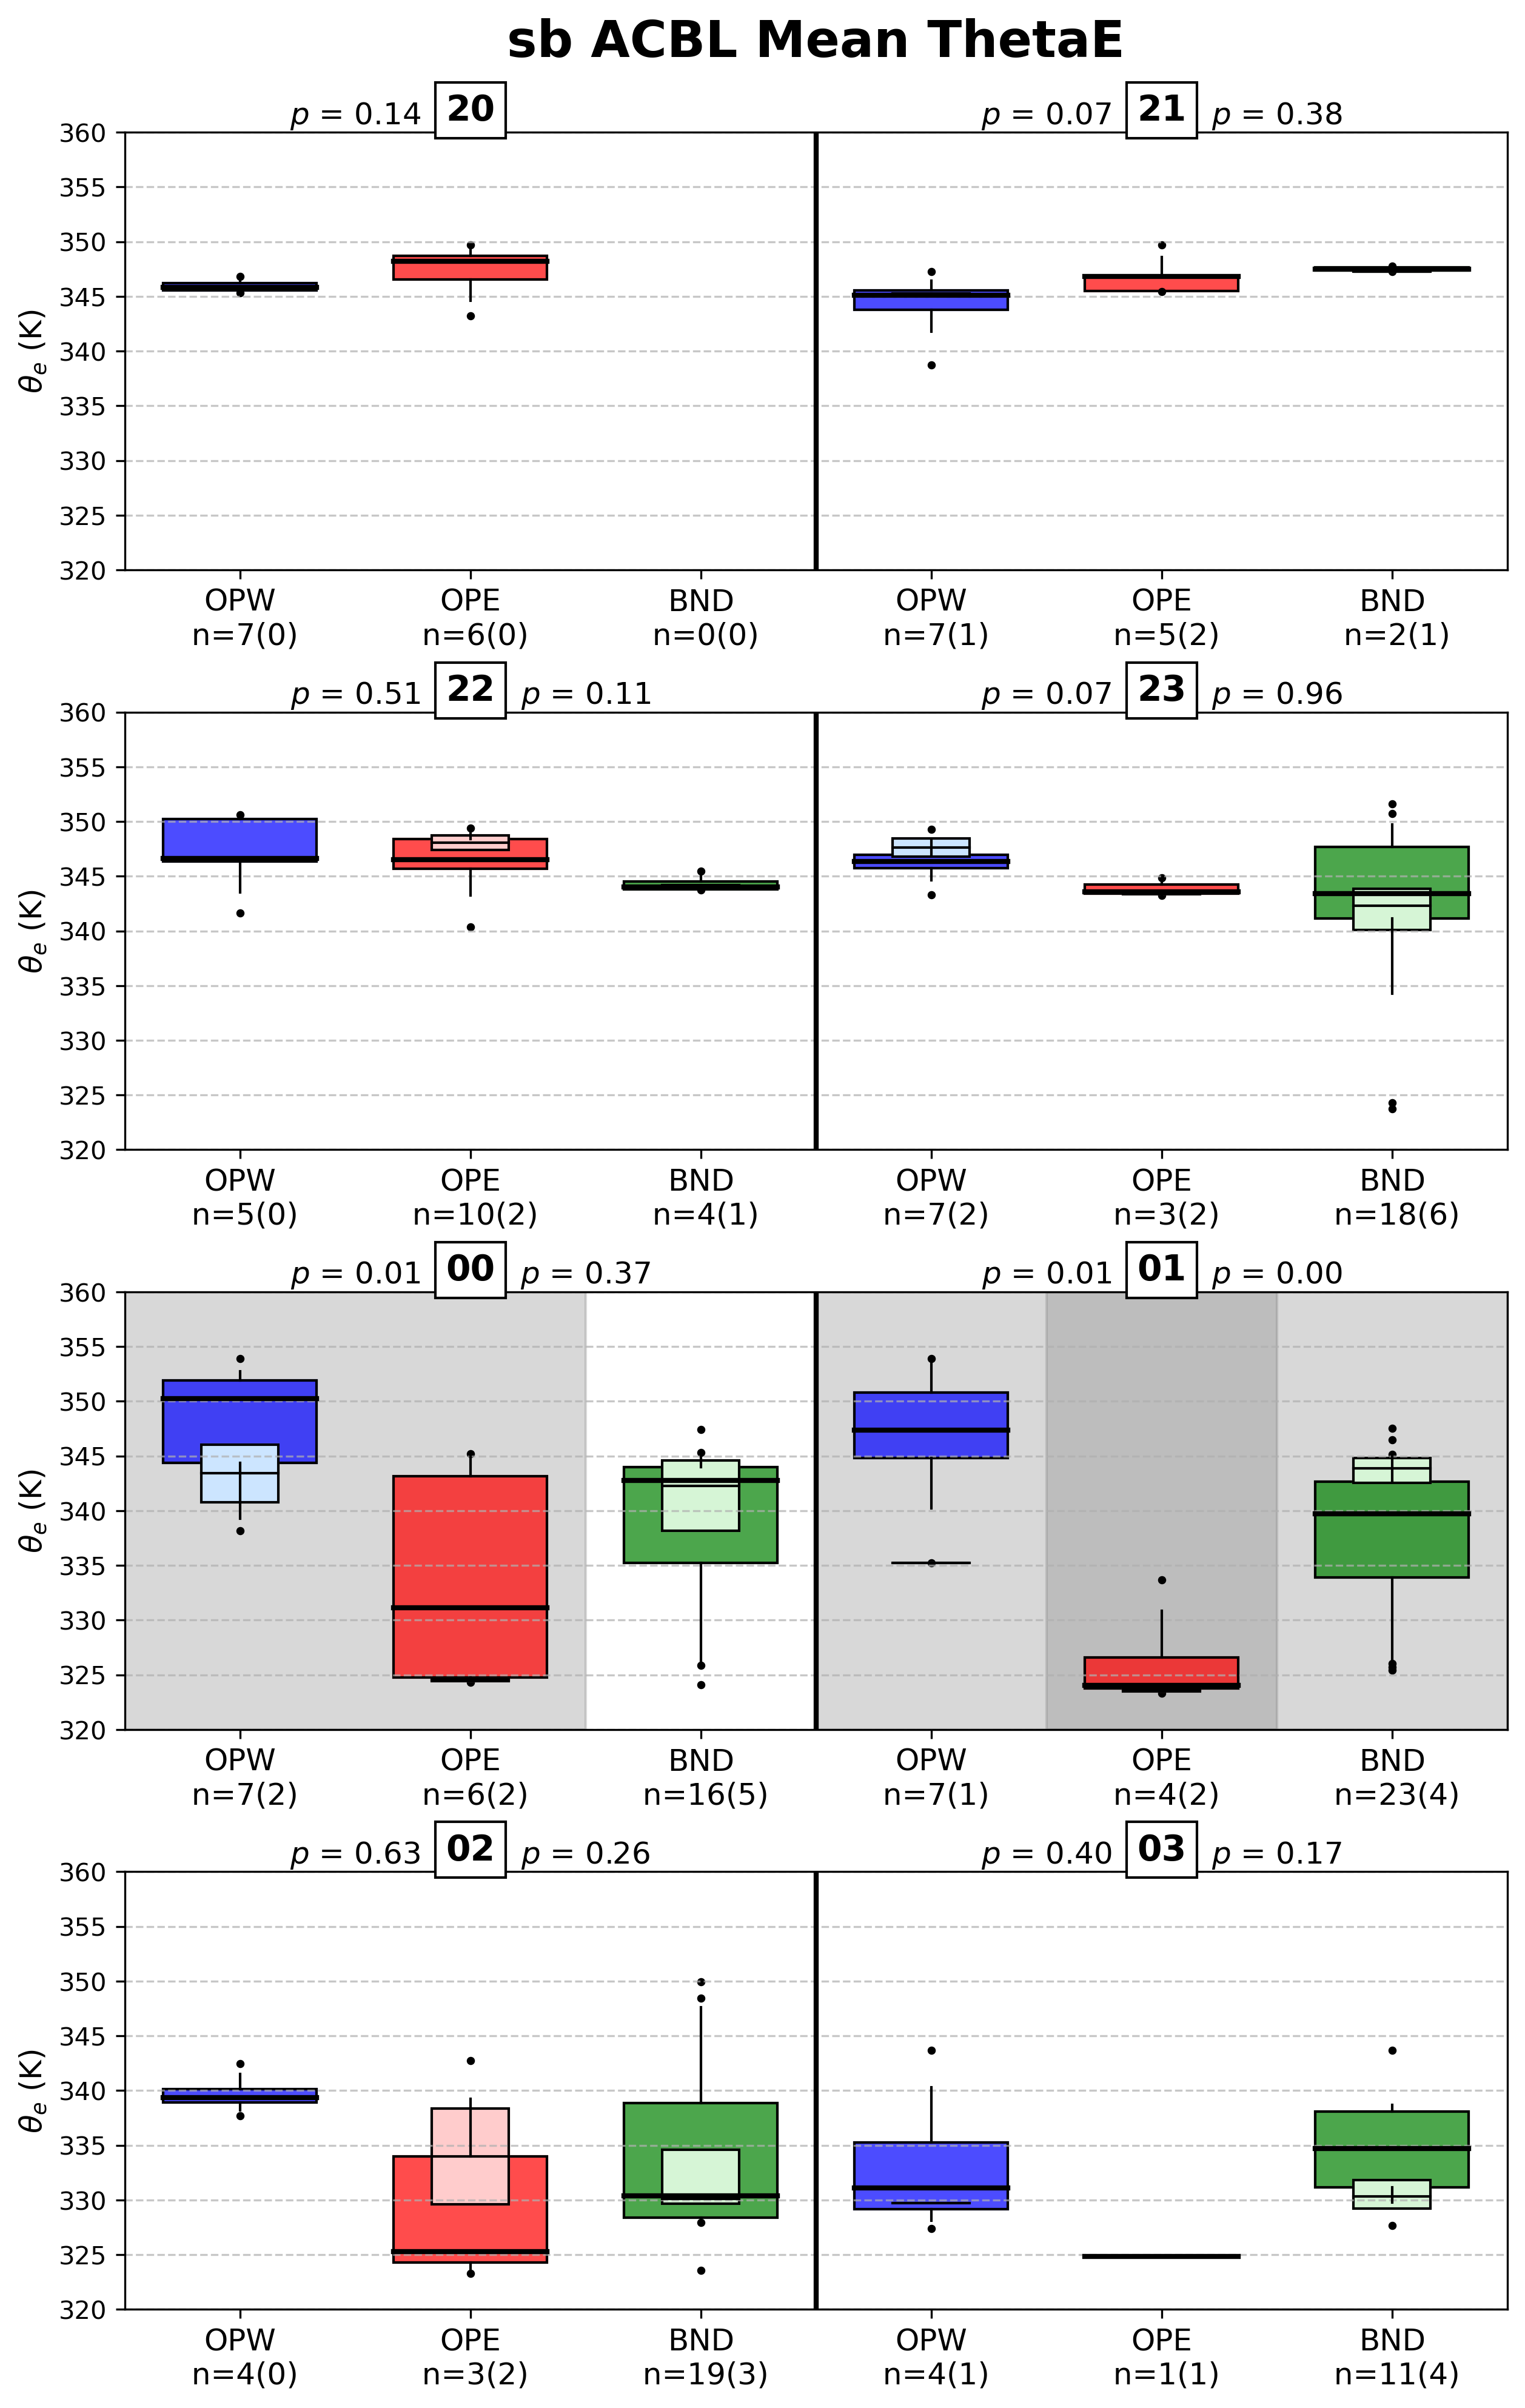 sb ACBL Mean ThetaE
p = 0.14 20
p = 0.07 21 p = 0.38
360
355
350
345
340
335
330
325
320
θe (K)
OPW OPE BND OPW OPE BND
n=7(0) n=6(0) n=0(0) n=7(1) n=5(2) n=2(1)
p = 0.51 22 p = 0.11
p = 0.07 23 p = 0.96
360
355
350
345
340
335
330
325
320
θe (K)
OPW OPE BND OPW OPE BND
n=5(0) n=10(2) n=4(1) n=7(2) n=3(2) n=18(6)
p = 0.01 00 p = 0.37
p = 0.01 01 p = 0.00
360
355
350
345
340
335
330
325
320
θe (K)
OPW OPE BND OPW OPE BND
n=7(2) n=6(2) n=16(5) n=7(1) n=4(2) n=23(4)
p = 0.63 02 p = 0.26
p = 0.40 03 p = 0.17
360
355
350
345
340
335
330
325
320
θe (K)
OPW OPE BND OPW OPE BND
n=4(0) n=3(2) n=19(3) n=4(1) n=1(1) n=11(4)